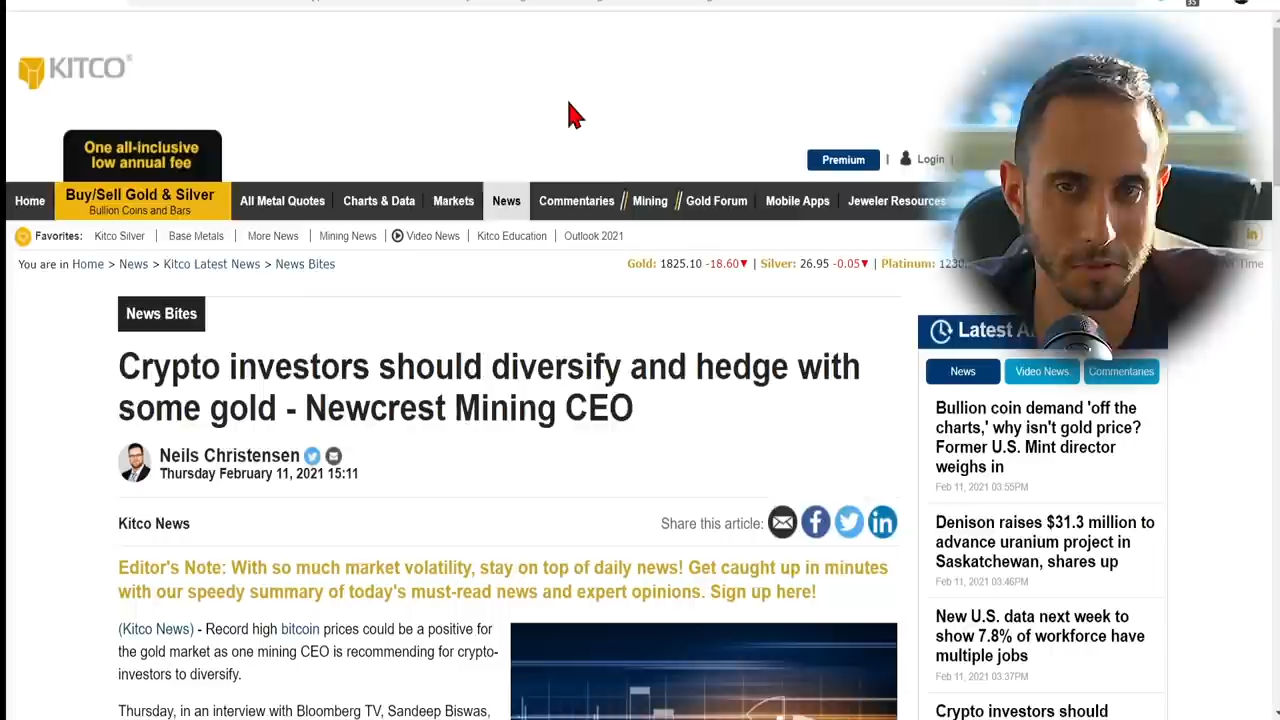 KITCO
One all-inclusive
low annual fee
Premium
Login
Home
Buy/Sell Gold & Silver
Bullion Coins and Bars
All Metal Quotes
Charts & Data
Markets
News
Commentaries
Mining
Gold Forum
Mobile Apps
Jeweler Resources
Favorites: Kitco Silver | Base Metals | More News | Mining News | Video News | Kitco Education | Outlook 2021
You are in Home > News > Kitco Latest News > News Bites
Gold: 1825.10 -18.60▼ | Silver: 26.95 -0.05▼ | Platinum: 1230.
Time
News Bites
Crypto investors should diversify and hedge with
some gold - Newcrest Mining CEO
Neils Christensen
Thursday February 11, 2021 15:11
Kitco News
Share this article:
Editor's Note: With so much market volatility, stay on top of daily news! Get caught up in minutes
with our speedy summary of today's must-read news and expert opinions. Sign up here!
(Kitco News) - Record high bitcoin prices could be a positive for
the gold market as one mining CEO is recommending for crypto-
investors to diversify.
Thursday, in an interview with Bloomberg TV, Sandeep Biswas,
Latest
News
Video News
Commentaries
Bullion coin demand 'off the
charts,' why isn't gold price?
Former U.S. Mint director
weighs in
Feb 11, 2021 03:55PM
Denison raises $31.3 million to
advance uranium project in
Saskatchewan, shares up
Feb 11, 2021 03:46PM
New U.S. data next week to
show 7.8% of workforce have
multiple jobs
Feb 11, 2021 03:37PM
Crypto investors should